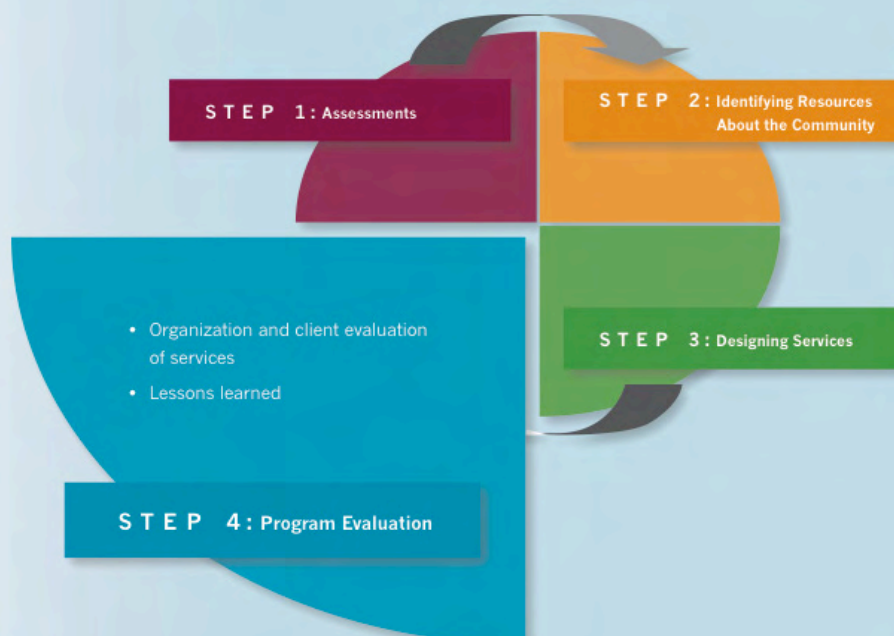 STEP 1: Assessments
STEP 2: Identifying Resources
About the Community
• Organization and client evaluation
of services
• Lessons learned
STEP 3: Designing Services
STEP 4: Program Evaluation